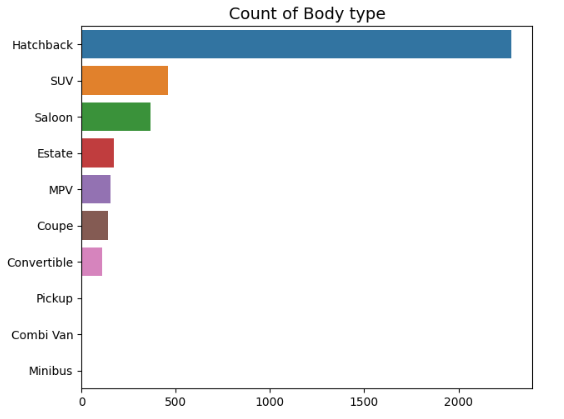 Count of Body type
Hatchback
SUV
Saloon
Estate
MPV
Coupe
Convertible
Pickup
Combi Van
Minibus
0 500 1000 1500 2000